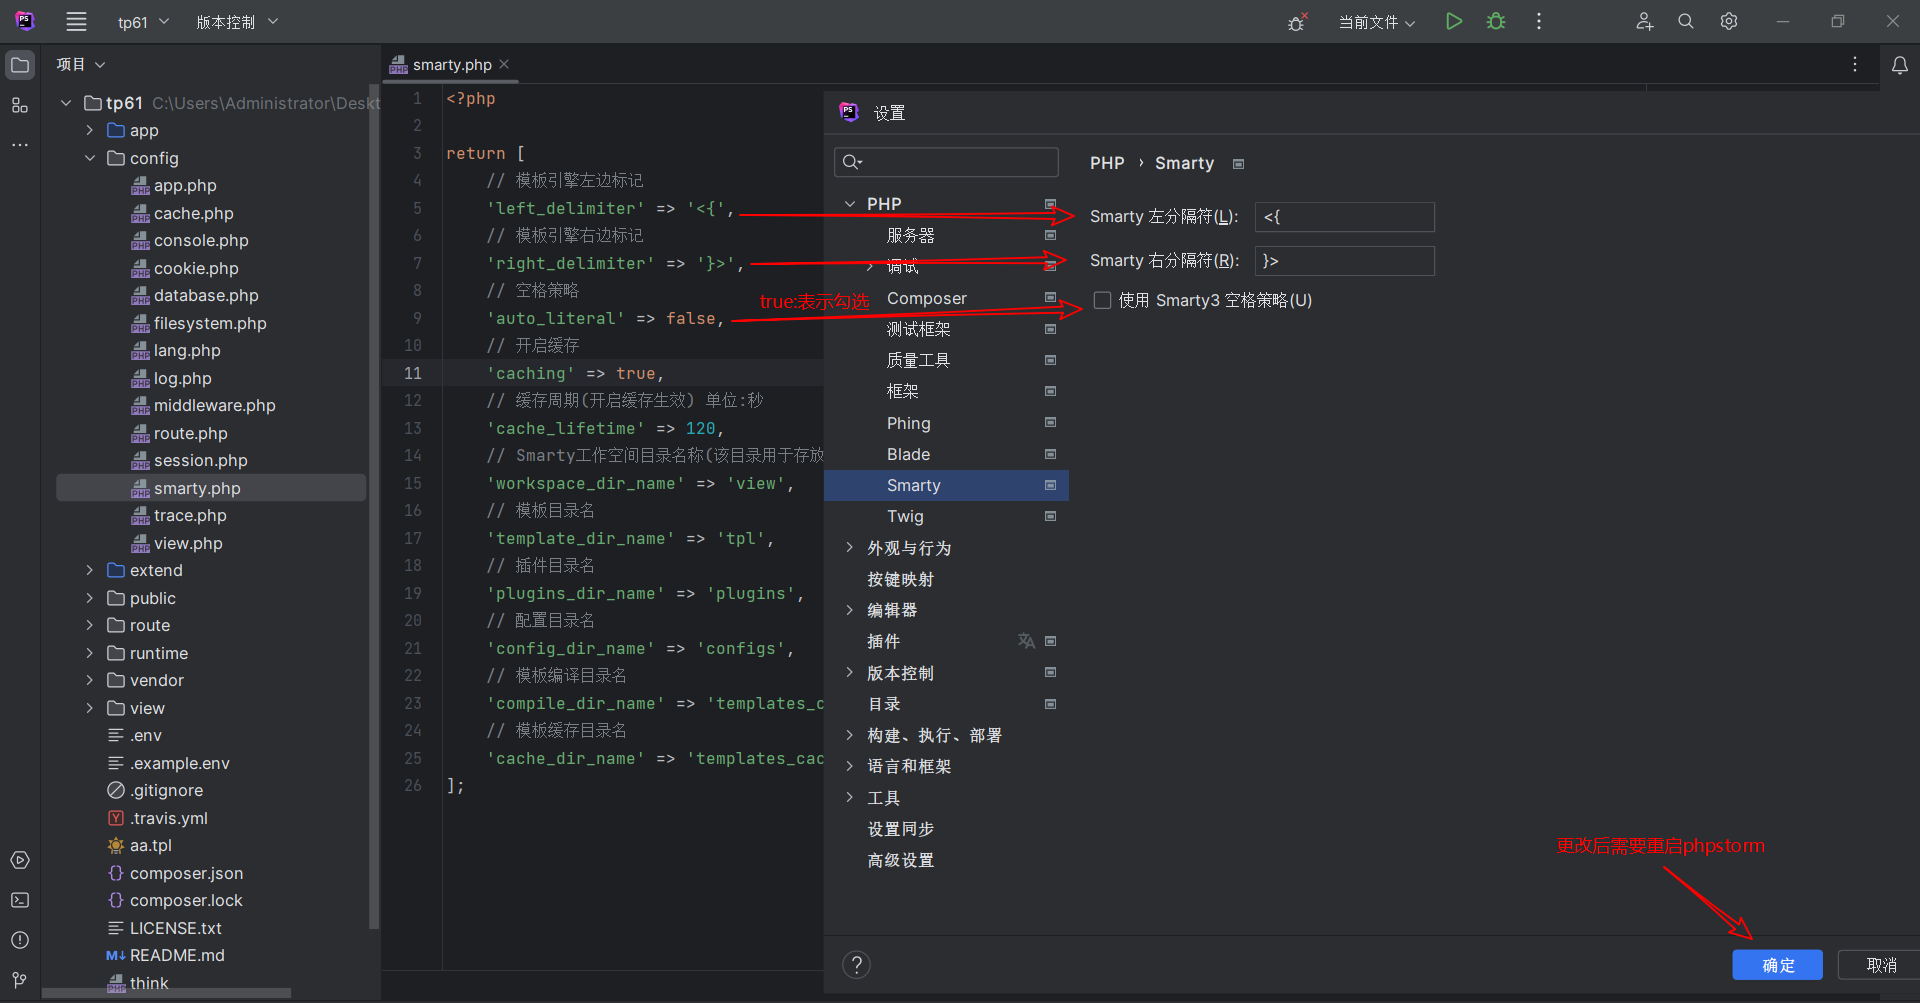 tp61
版本控制
当前文件
项目
smarty.php
tp61 C:\Users\Administrator\Deskt
app
config
app.php
cache.php
console.php
cookie.php
database.php
filesystem.php
lang.php
log.php
middleware.php
route.php
session.php
smarty.php
trace.php
view.php
extend
public
route
runtime
vendor
view
.env
.example.env
.gitignore
.travis.yml
aa.tpl
composer.json
composer.lock
LICENSE.txt
README.md
think
1 <?php
2
3 return [
4 // 模板引擎左边标记
5 'left_delimiter' => '<{',
6 // 模板引擎右边标记
7 'right_delimiter' => '}>',
8 // 空格策略
9 'auto_literal' => false,
10 // 开启缓存
11 'caching' => true,
12 // 缓存周期(开启缓存生效) 单位:秒
13 'cache_lifetime' => 120,
14 // Smarty工作空间目录名称(该目录用于存放
15 'workspace_dir_name' => 'view',
16 // 模板目录名
17 'template_dir_name' => 'tpl',
18 // 插件目录名
19 'plugins_dir_name' => 'plugins',
20 // 配置目录名
21 'config_dir_name' => 'configs',
22 // 模板编译目录名
23 'compile_dir_name' => 'templates_c
24 // 模板缓存目录名
25 'cache_dir_name' => 'templates_cac
26 ];
true:表示勾选
设置
PHP
服务器
调试
Composer
测试框架
质量工具
框架
Phing
Blade
Smarty
Twig
外观与行为
按键映射
编辑器
插件
版本控制
目录
构建、执行、部署
语言和框架
工具
设置同步
高级设置
PHP › Smarty
Smarty 左分隔符(L): <{
Smarty 右分隔符(R): }>
使用 Smarty3 空格策略(U)
更改后需要重启phpstorm
?
确定
取消